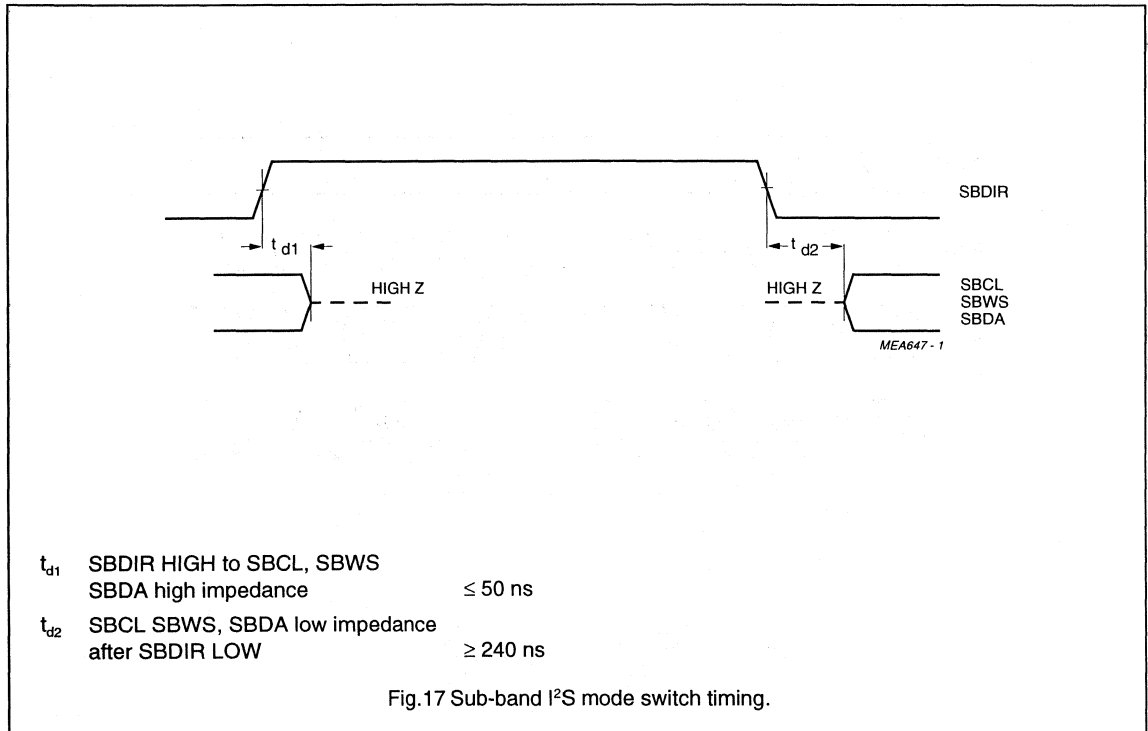 SBDIR
t d1
t d2
HIGH Z
HIGH Z
SBCL
SBWS
SBDA
MEA647 - 1
td1 SBDIR HIGH to SBCL, SBWS
SBDA high impedance ≤ 50 ns
td2 SBCL SBWS, SBDA low impedance
after SBDIR LOW ≥ 240 ns
Fig.17 Sub-band I²S mode switch timing.